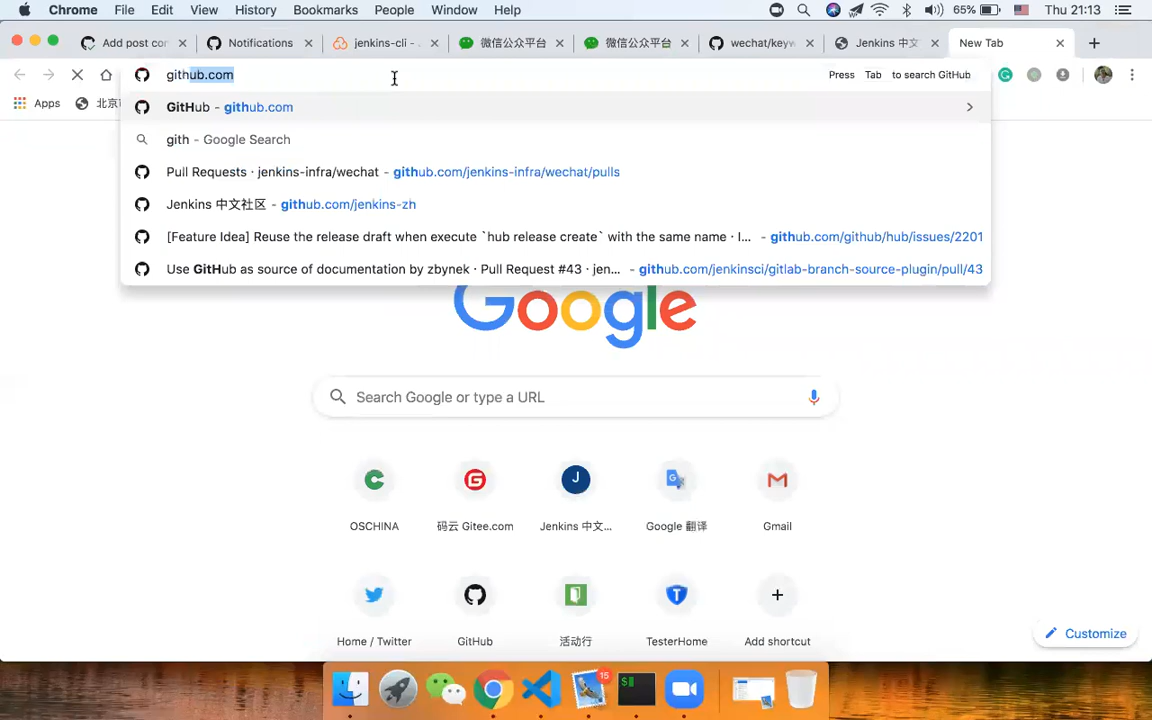 Chrome File Edit View History Bookmarks People Window Help 65% Thu 21:13
Add post cor Notifications jenkins-cli - 微信公众平台 微信公众平台 wechat/keyw Jenkins 中文 New Tab
github.com Press Tab to search GitHub
Apps
GitHub - github.com
gith - Google Search
Pull Requests · jenkins-infra/wechat - github.com/jenkins-infra/wechat/pulls
Jenkins 中文社区 - github.com/jenkins-zh
[Feature Idea] Reuse the release draft when execute `hub release create` with the same name · I... - github.com/github/hub/issues/2201
Use GitHub as source of documentation by zbynek · Pull Request #43 · jen... - github.com/jenkinsci/gitlab-branch-source-plugin/pull/43
Google
Search Google or type a URL
J
OSCHINA 码云 Gitee.com Jenkins 中文... Google 翻译 Gmail
Home / Twitter GitHub 活动行 TesterHome Add shortcut
Customize
15